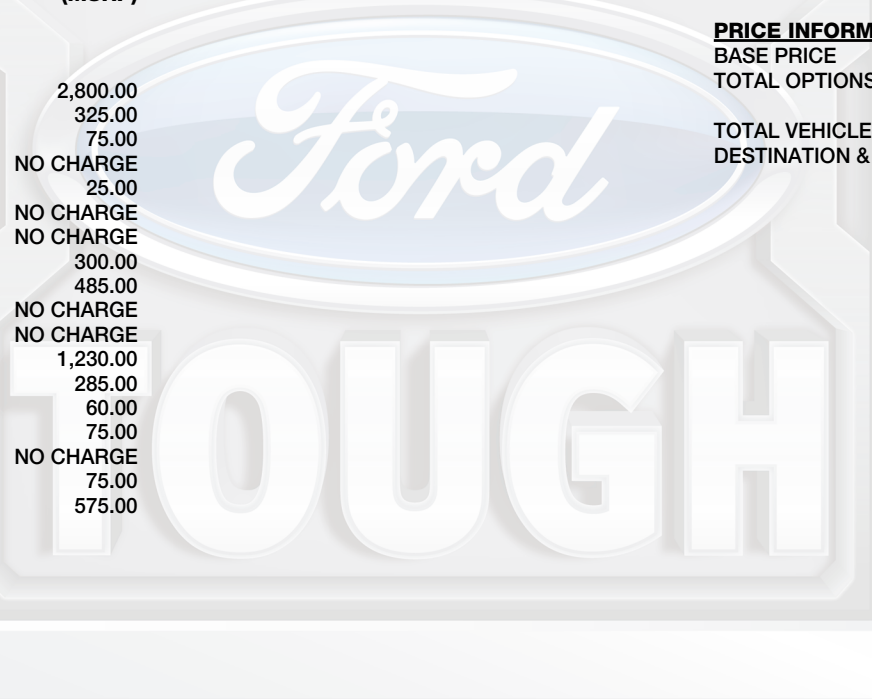 2,800.00
325.00
75.00
NO CHARGE
25.00
NO CHARGE
NO CHARGE
300.00
485.00
NO CHARGE
NO CHARGE
1,230.00
285.00
60.00
75.00
NO CHARGE
75.00
575.00
PRICE INFORM
BASE PRICE
TOTAL OPTIONS
TOTAL VEHICLE
DESTINATION &
Ford
TOUGH